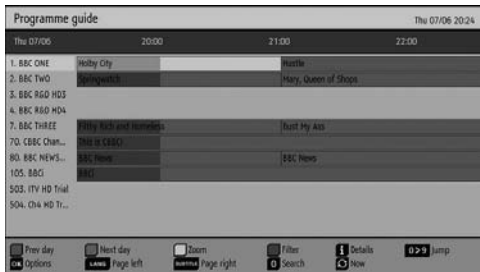 Programme guide Thu 07/06 20:24
Thu 07/06 20:00 21:00 22:00
1. BBC ONE Holby City Hustle
2. BBC TWO Springwatch Mary, Queen of Shops
3. BBC R&D HD3
4. BBC R&D HD4
7. BBC THREE Filthy Rich and Homeless Bust My Ass
70. CBBC Chan... This is CBBC!
80. BBC NEWS... BBC News BBC News
105. BBCi BBCi
503. ITV HD Trial
504. Ch4 HD Tr...
Prev day Next day Zoom Filter i Details 0>9 Jump
OK Options LANG Page left SUBTITLE Page right 0 Search Now